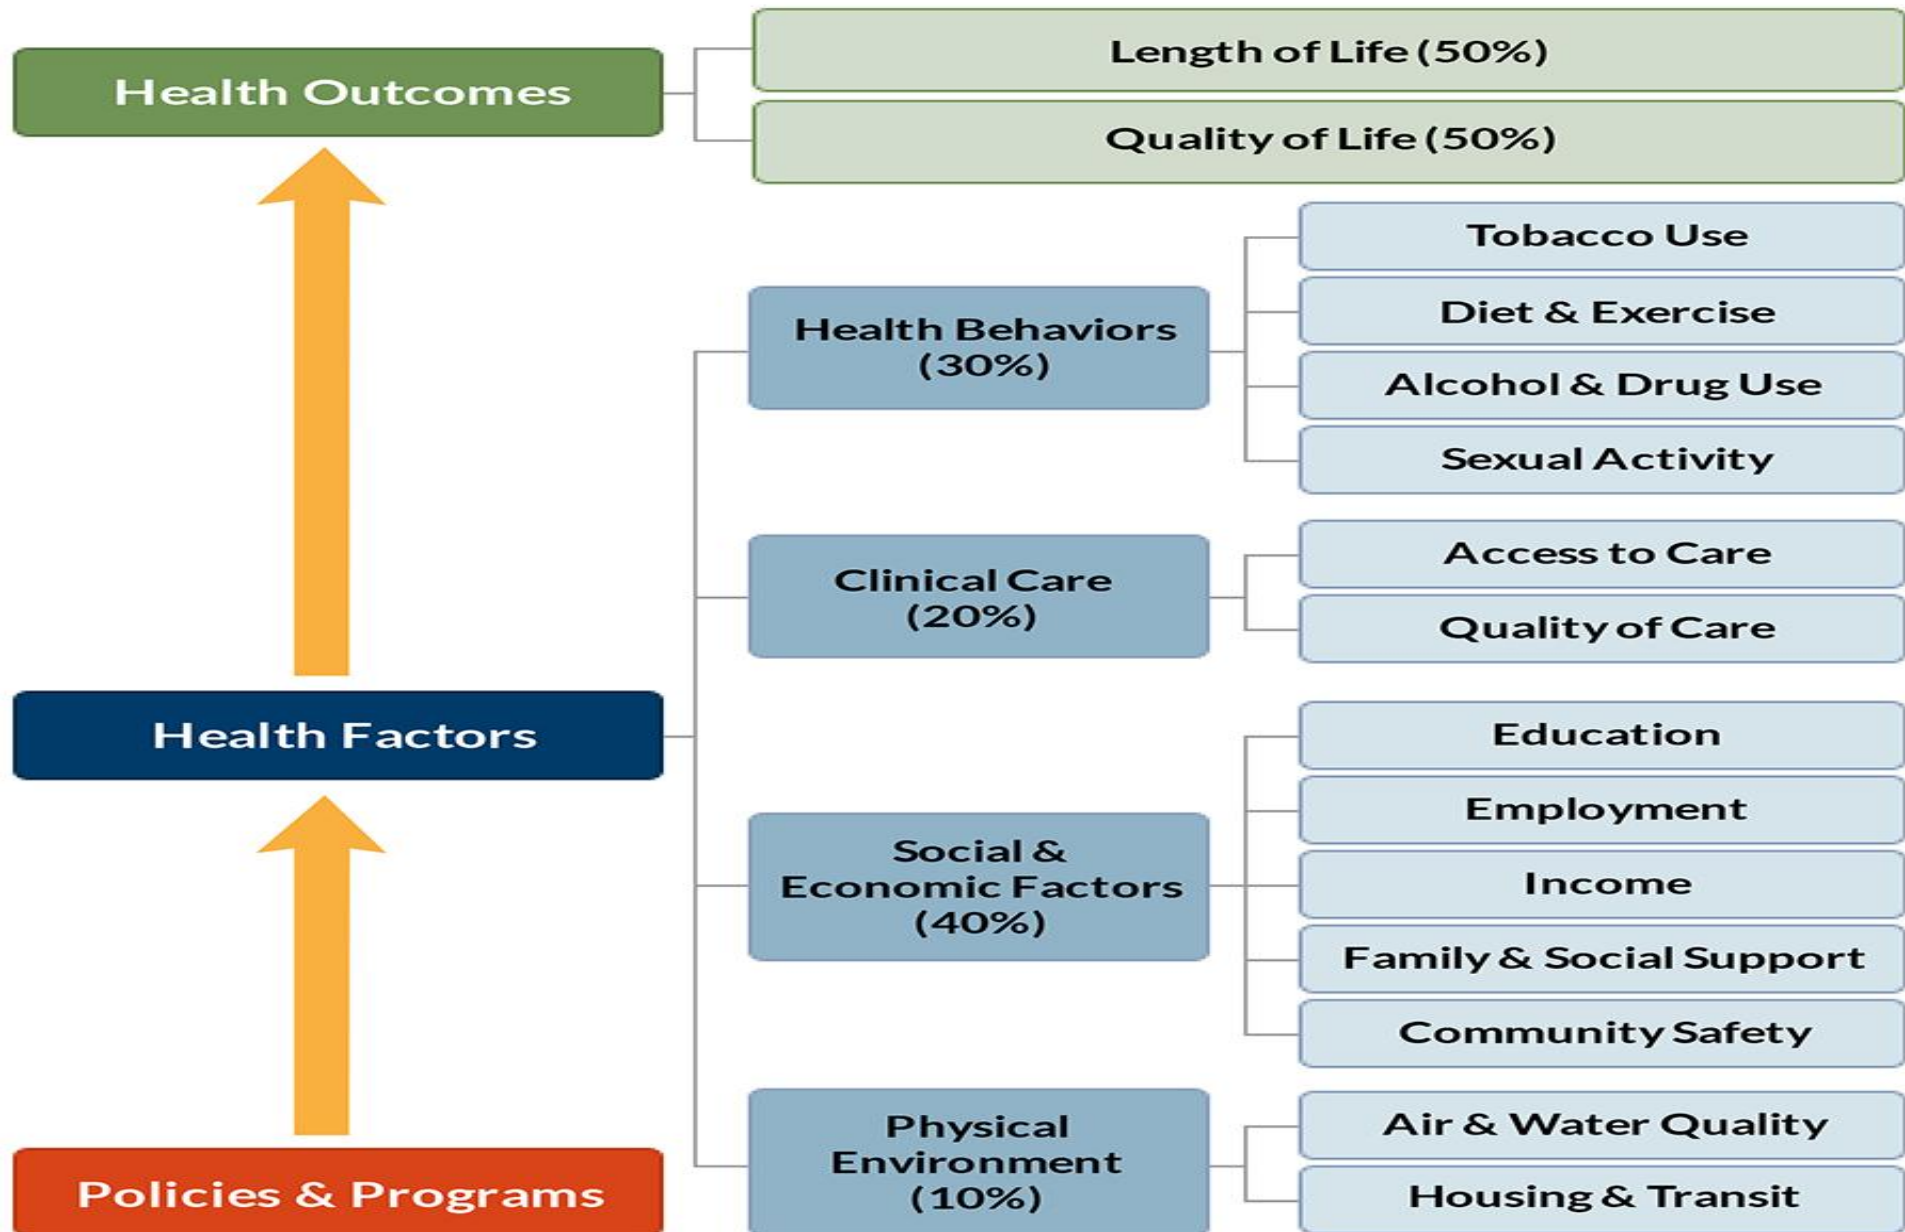 Health Outcomes
Length of Life (50%)
Quality of Life (50%)
Health Factors
Health Behaviors
(30%)
Tobacco Use
Diet & Exercise
Alcohol & Drug Use
Sexual Activity
Clinical Care
(20%)
Access to Care
Quality of Care
Social &
Economic Factors
(40%)
Education
Employment
Income
Family & Social Support
Community Safety
Physical
Environment
(10%)
Air & Water Quality
Housing & Transit
Policies & Programs